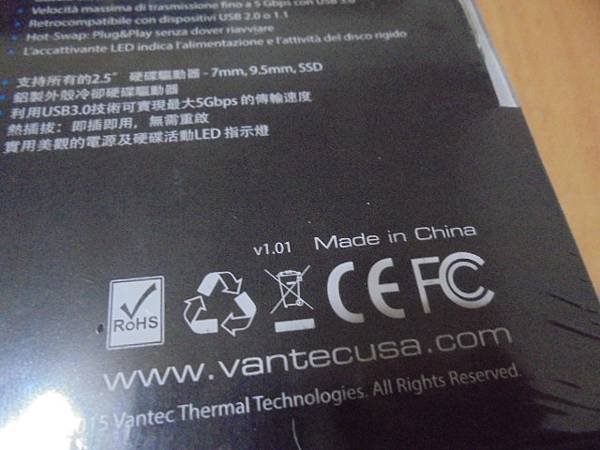 Velocità massima di trasmissione fino a 5 Gbps con USB 3.0
Retrocompatibile con dispositivi USB 2.0 o 1.1
Hot-Swap: Plug&Play senza dover riavviare
L'accattivante LED indica l'alimentazione e l'attività del disco rigido
支持所有的2.5" 硬碟驅動器 - 7mm, 9.5mm, SSD
鋁製外殼冷卻硬碟驅動器
利用USB3.0技術可實現最大5Gbps 的傳輸速度
熱插拔: 即插即用, 無需重啟
實用美觀的電源及硬碟活動LED 指示燈
v1.01 Made in China
RoHS CE FC
www.vantecusa.com
2015 Vantec Thermal Technologies. All Rights Reserved.